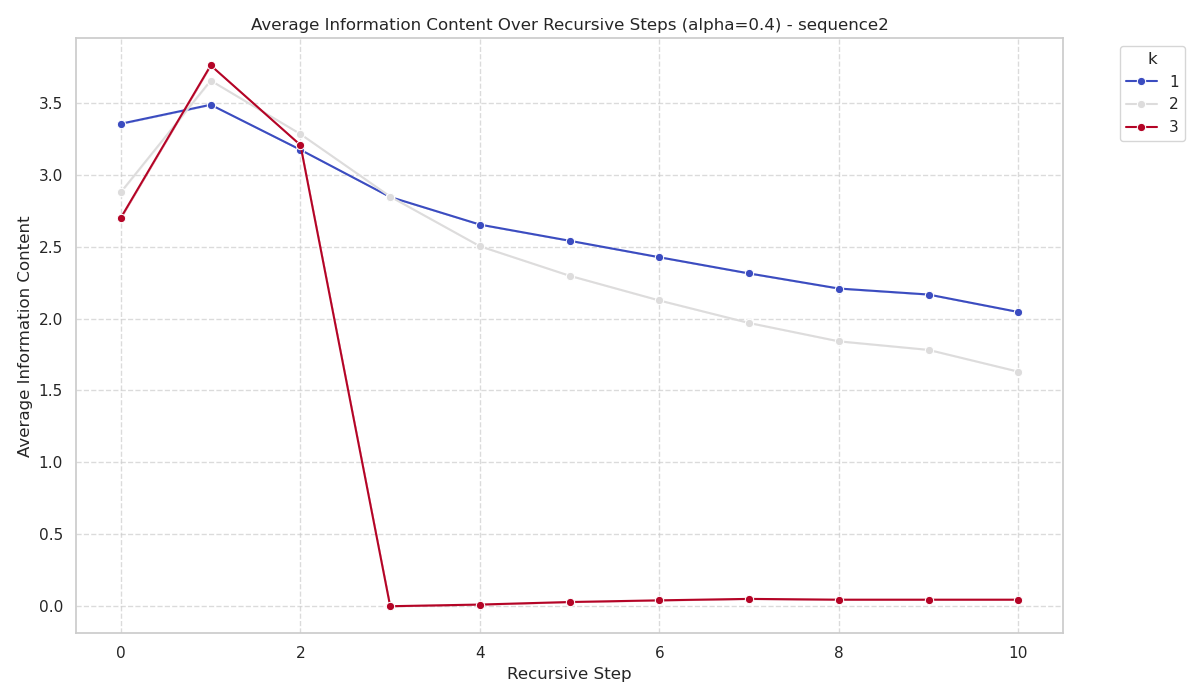 Average Information Content Over Recursive Steps (alpha=0.4) - sequence2
k
1
2
3
Average Information Content
3.5
3.0
2.5
2.0
1.5
1.0
0.5
0.0
0 2 4 6 8 10
Recursive Step